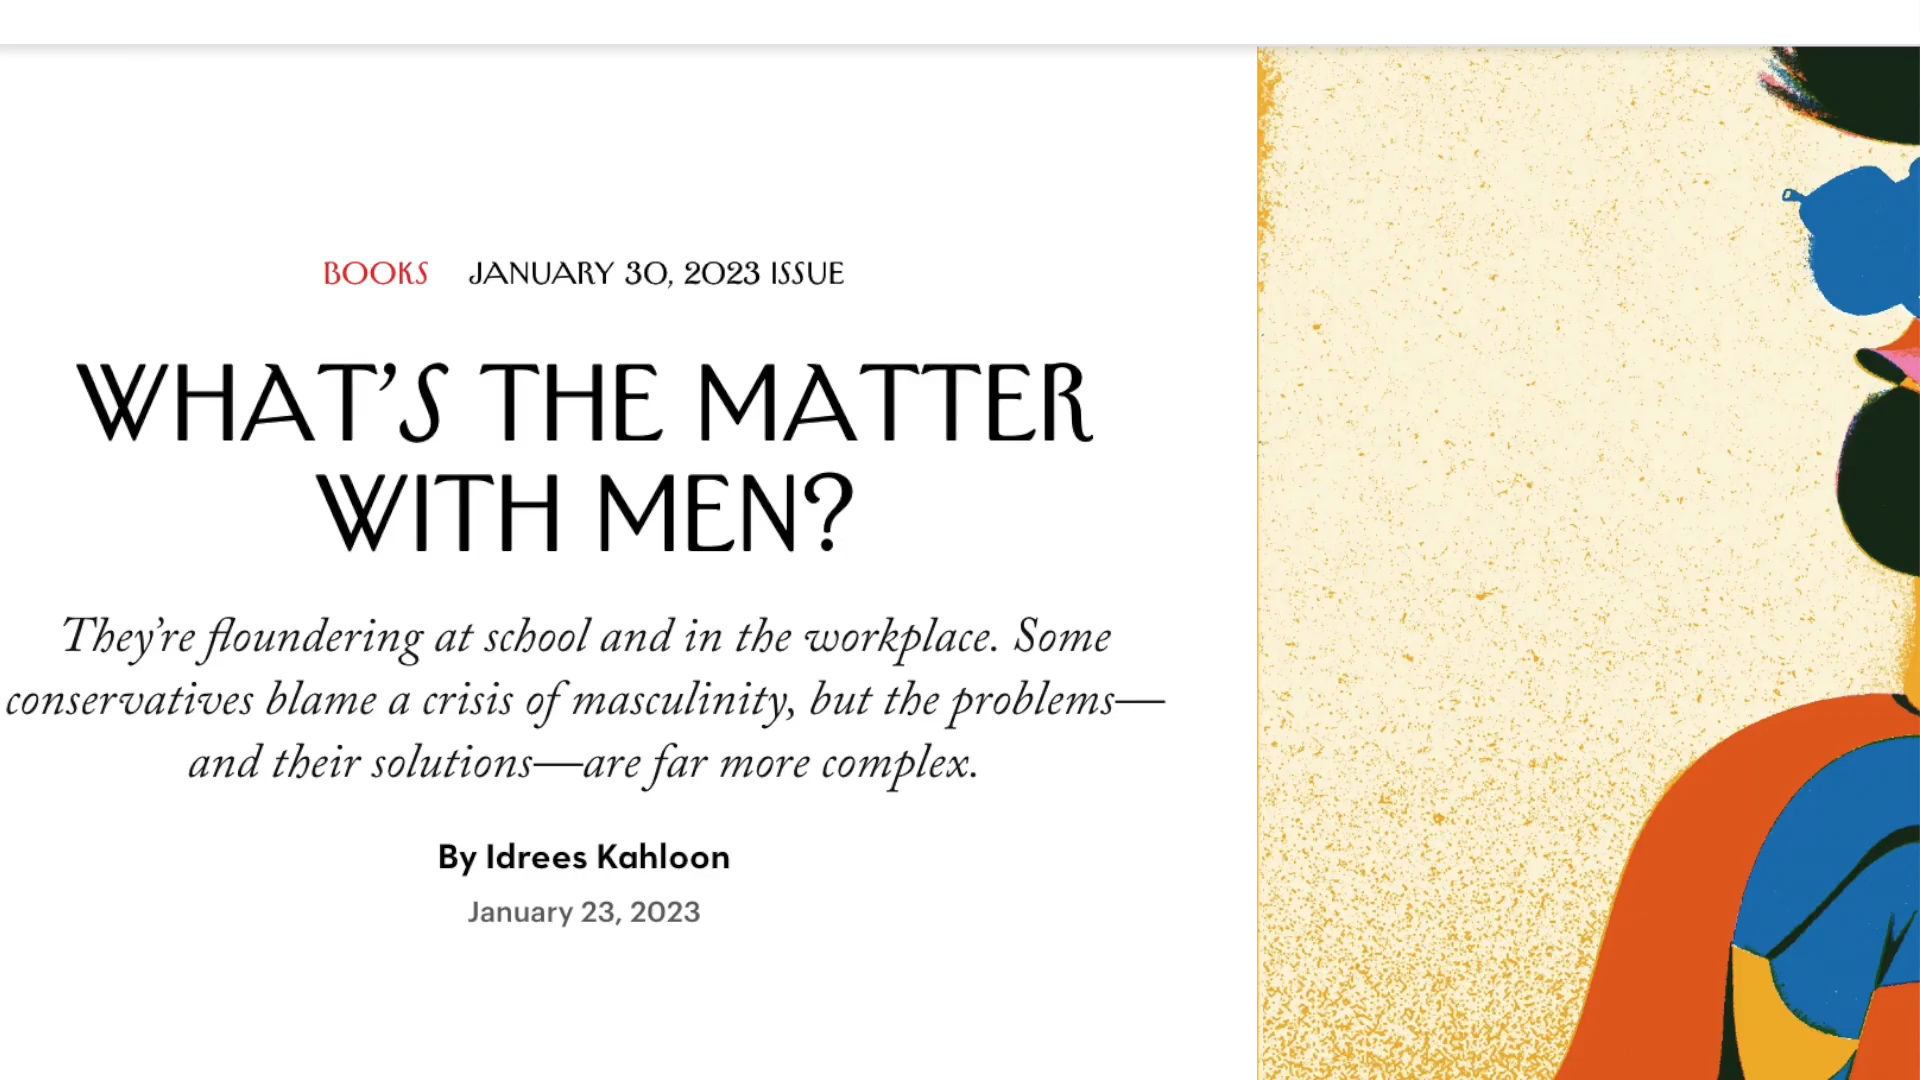 BOOKS JANUARY 30, 2023 ISSUE
WHAT’S THE MATTER
WITH MEN?
They’re floundering at school and in the workplace. Some
conservatives blame a crisis of masculinity, but the problems—
and their solutions—are far more complex.
By Idrees Kahloon
January 23, 2023